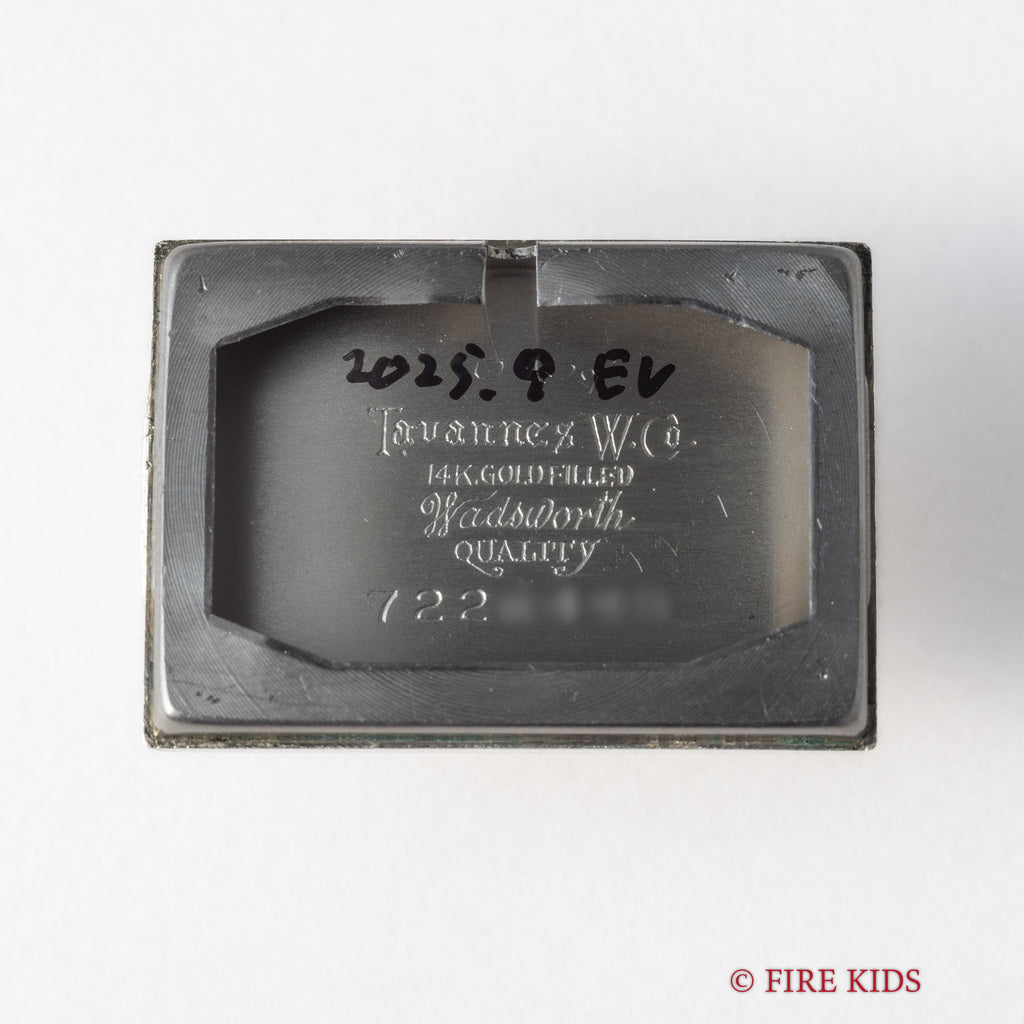 2025.9 EV
Tavannes W. Co.
14K. GOLD FILLED
Wadsworth
QUALITY
722
© FIRE KIDS